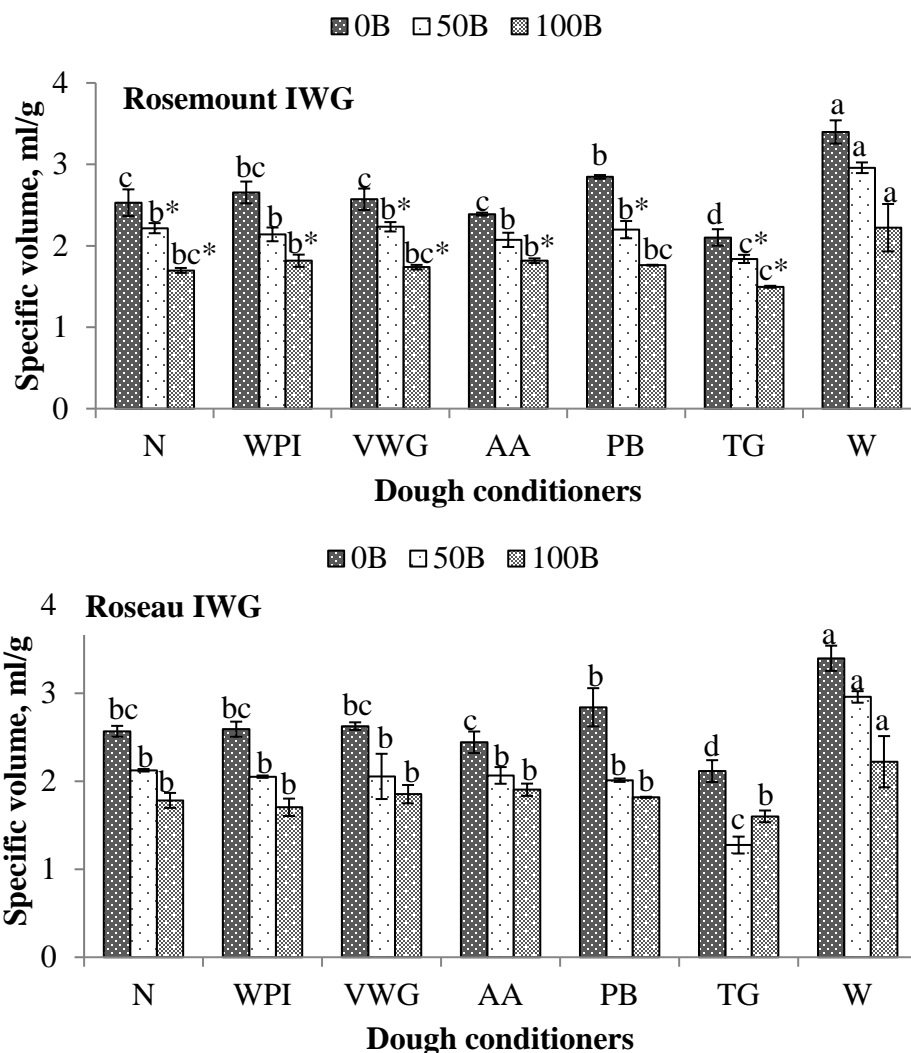 0B 50B 100B
Rosemount IWG
Specific volume, ml/g
4
3
2
1
0
c b* bc*
bc b b*
c b* bc*
c b b*
b b* bc
d c* c*
a a a
N WPI VWG AA PB TG W
Dough conditioners
0B 50B 100B
Roseau IWG
Specific volume, ml/g
4
3
2
1
0
bc b b
bc b b
bc b b
c b b
b b b
d c b
a a a
N WPI VWG AA PB TG W
Dough conditioners